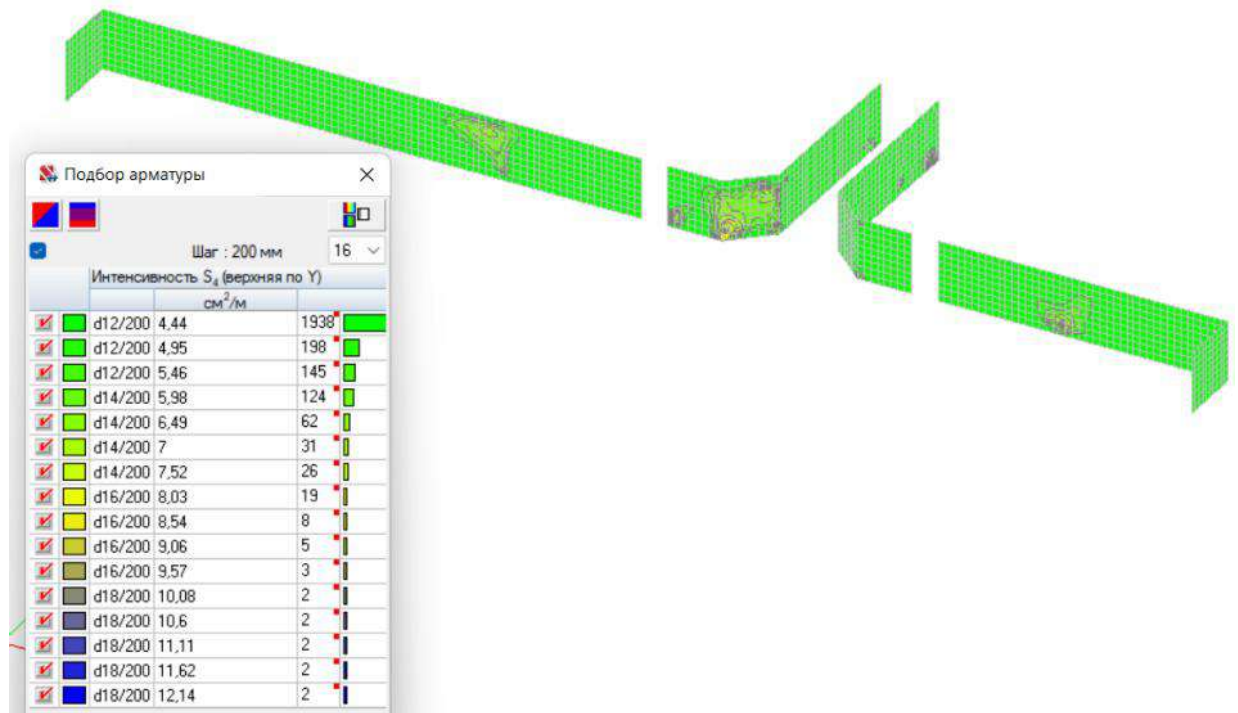 Подбор арматуры
Шаг : 200 мм 16
Интенсивность S₄ (верхняя по Y)
см²/м
d12/200 4,44 1938
d12/200 4,95 198
d12/200 5,46 145
d14/200 5,98 124
d14/200 6,49 62
d14/200 7 31
d14/200 7,52 26
d16/200 8,03 19
d16/200 8,54 8
d16/200 9,06 5
d16/200 9,57 3
d18/200 10,08 2
d18/200 10,6 2
d18/200 11,11 2
d18/200 11,62 2
d18/200 12,14 2